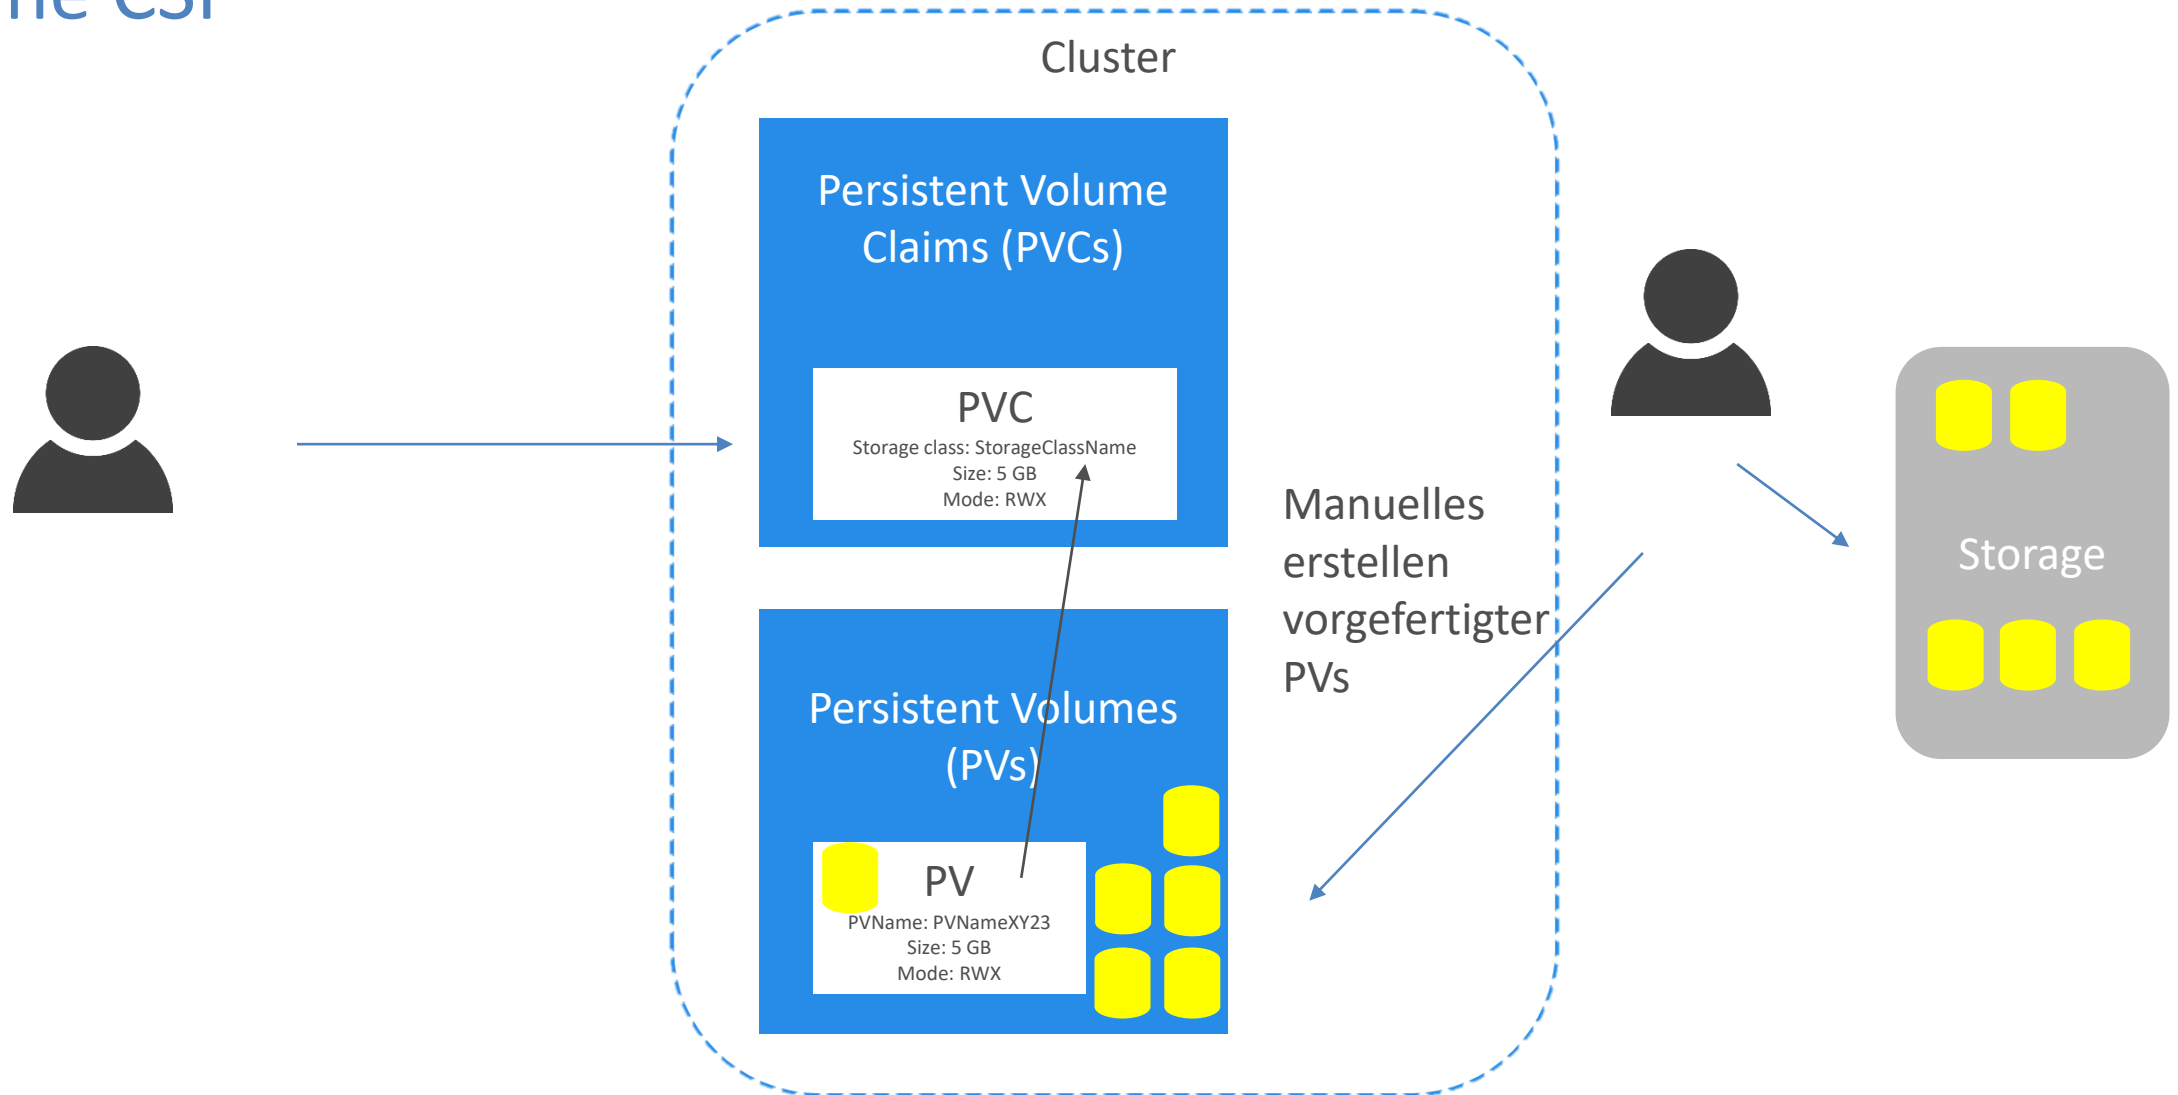 CSI
Cluster
Persistent Volume
Claims (PVCs)
PVC
Storage class: StorageClassName
Size: 5 GB
Mode: RWX
Manuelles
erstellen
vorgefertigter
PVs
Storage
Persistent Volumes
(PVs)
PV
PVName: PVNameXY23
Size: 5 GB
Mode: RWX